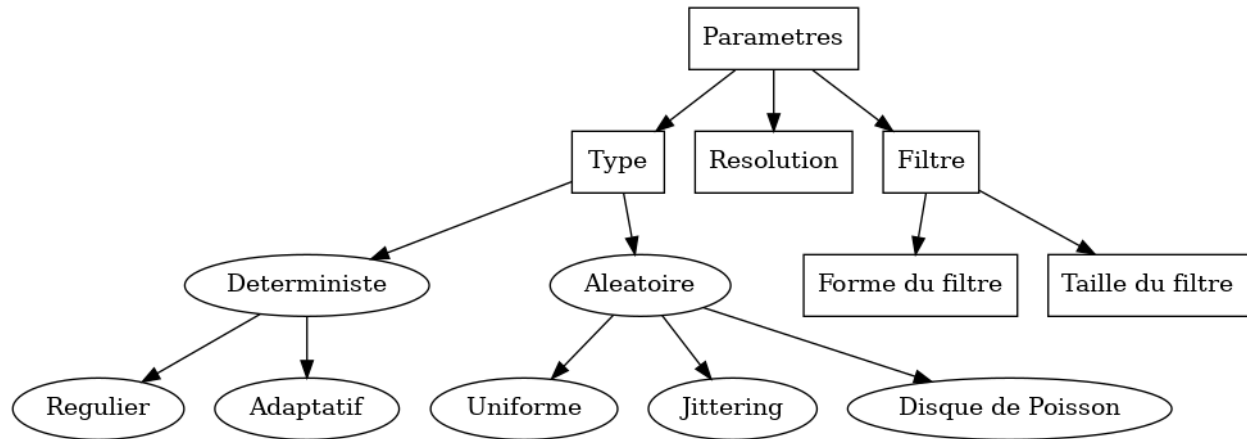 Parametres
Type
Resolution
Filtre
Deterministe
Aleatoire
Forme du filtre
Taille du filtre
Regulier
Adaptatif
Uniforme
Jittering
Disque de Poisson